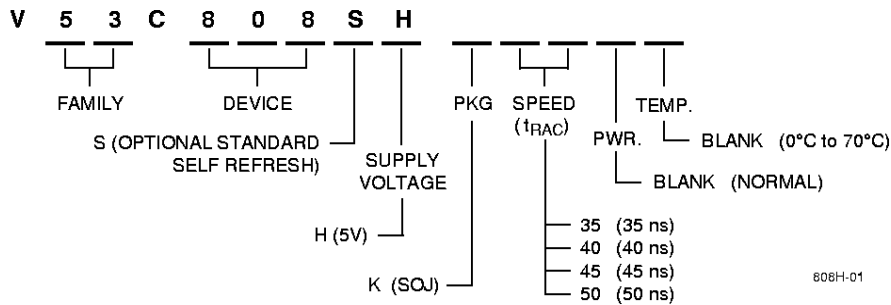 V 5 3 C 8 0 8 S H
FAMILY DEVICE PKG SPEED TEMP.
(tRAC) PWR.
S (OPTIONAL STANDARD
SELF REFRESH)
SUPPLY
VOLTAGE
BLANK (0°C to 70°C)
BLANK (NORMAL)
H (5V)
K (SOJ)
35 (35 ns)
40 (40 ns)
45 (45 ns)
50 (50 ns)
808H-01